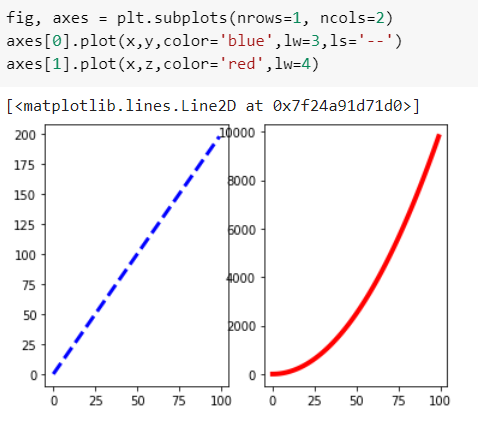 fig, axes = plt.subplots(nrows=1, ncols=2)
axes[0].plot(x,y,color='blue',lw=3,ls='--')
axes[1].plot(x,z,color='red',lw=4)
[<matplotlib.lines.Line2D at 0x7f24a91d71d0>]
200
175
150
125
100
75
50
25
0
0 25 50 75 100
10000
8000
6000
4000
2000
0
0 25 50 75 100